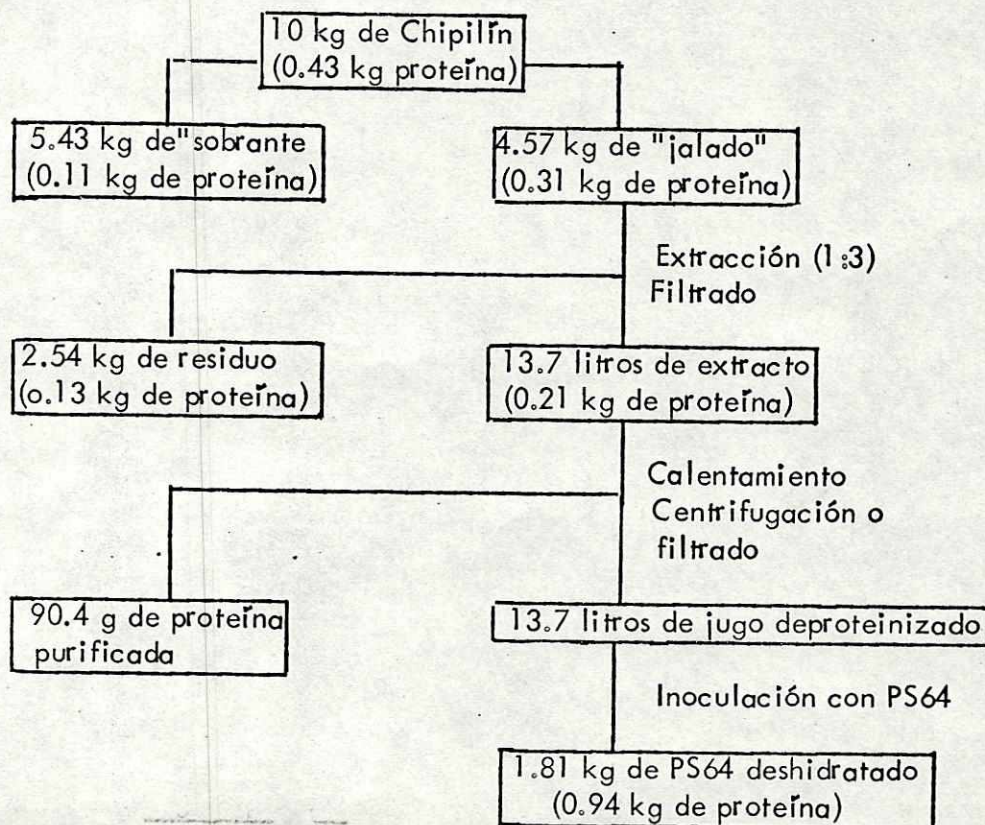 10 kg de Chipilín
(0.43 kg proteína)
5.43 kg de"sobrante
(0.11 kg de proteína)
4.57 kg de "jalado"
(0.31 kg de proteína)
Extracción (1:3)
Filtrado
2.54 kg de residuo
(o.13 kg de proteína)
13.7 litros de extracto
(0.21 kg de proteína)
Calentamiento
Centrifugación o
filtrado
90.4 g de proteína
purificada
13.7 litros de jugo deproteinizado
Inoculación con PS64
1.81 kg de PS64 deshidratado
(0.94 kg de proteína)